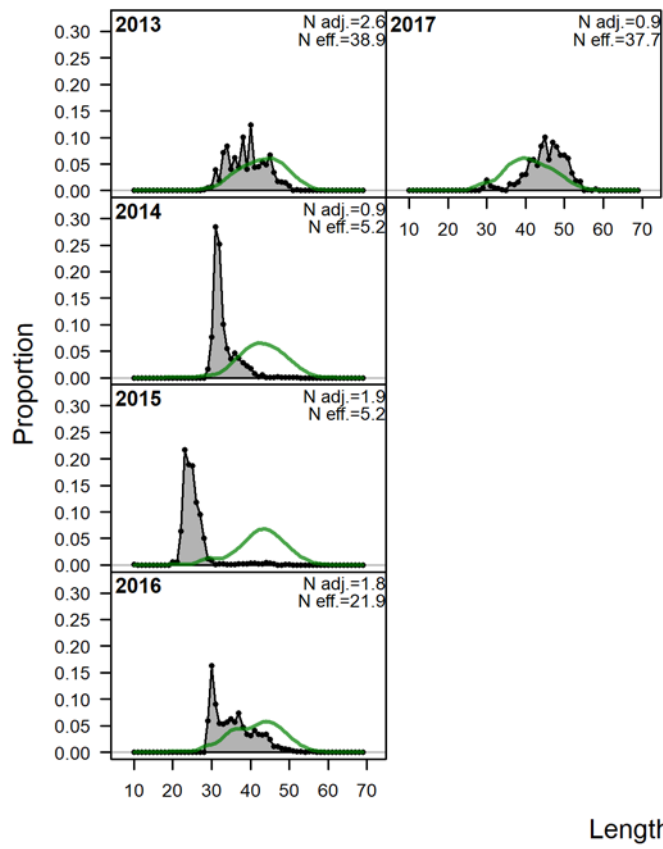 2013
N adj.=2.6
N eff.=38.9
0.30
0.25
0.20
0.15
0.10
0.05
0.00
2017
N adj.=0.9
N eff.=37.7
10 20 30 40 50 60 70
2014
N adj.=0.9
N eff.=5.2
0.30
0.25
0.20
0.15
0.10
0.05
0.00
Proportion
2015
N adj.=1.9
N eff.=5.2
0.30
0.25
0.20
0.15
0.10
0.05
0.00
2016
N adj.=1.8
N eff.=21.9
0.30
0.25
0.20
0.15
0.10
0.05
0.00
10 20 30 40 50 60 70
Length